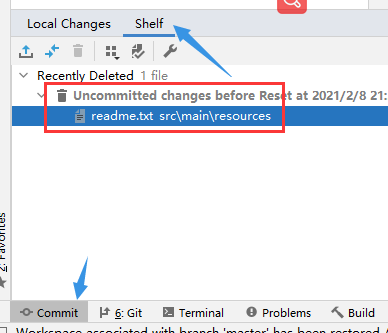 Local Changes Shelf
Recently Deleted 1 file
Uncommitted changes before Reset at 2021/2/8 21:
readme.txt src\main\resources
2: Favorites
Commit 6: Git Terminal Problems Build
Workspace associated with branch 'master' has been restored